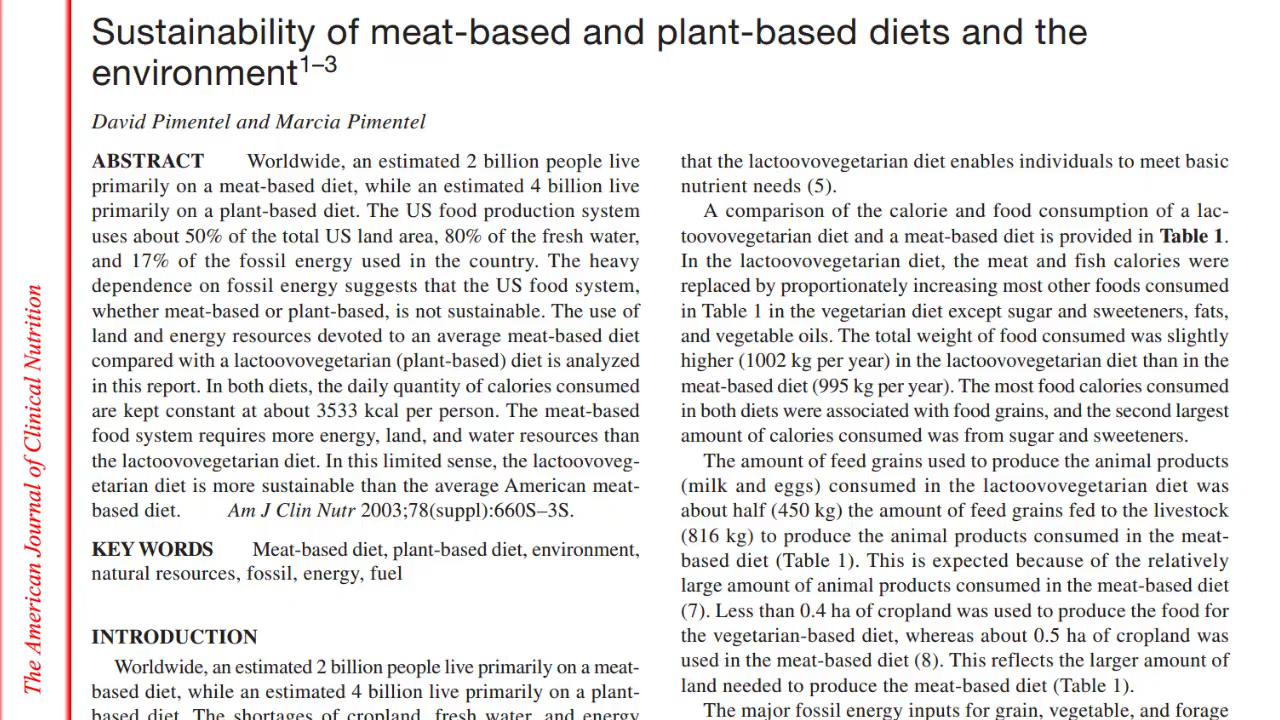 Sustainability of meat-based and plant-based diets and the
environment1–3
David Pimentel and Marcia Pimentel
ABSTRACT Worldwide, an estimated 2 billion people live
primarily on a meat-based diet, while an estimated 4 billion live
primarily on a plant-based diet. The US food production system
uses about 50% of the total US land area, 80% of the fresh water,
and 17% of the fossil energy used in the country. The heavy
dependence on fossil energy suggests that the US food system,
whether meat-based or plant-based, is not sustainable. The use of
land and energy resources devoted to an average meat-based diet
compared with a lactoovovegetarian (plant-based) diet is analyzed
in this report. In both diets, the daily quantity of calories consumed
are kept constant at about 3533 kcal per person. The meat-based
food system requires more energy, land, and water resources than
the lactoovovegetarian diet. In this limited sense, the lactoovoveg-
etarian diet is more sustainable than the average American meat-
based diet. Am J Clin Nutr 2003;78(suppl):660S–3S.
KEY WORDS Meat-based diet, plant-based diet, environment,
natural resources, fossil, energy, fuel
INTRODUCTION
Worldwide, an estimated 2 billion people live primarily on a meat-
based diet, while an estimated 4 billion live primarily on a plant-
based diet. The shortages of cropland, fresh water, and energy
that the lactoovovegetarian diet enables individuals to meet basic
nutrient needs (5).
A comparison of the calorie and food consumption of a lac-
toovovegetarian diet and a meat-based diet is provided in Table 1.
In the lactoovovegetarian diet, the meat and fish calories were
replaced by proportionately increasing most other foods consumed
in Table 1 in the vegetarian diet except sugar and sweeteners, fats,
and vegetable oils. The total weight of food consumed was slightly
higher (1002 kg per year) in the lactoovovegetarian diet than in the
meat-based diet (995 kg per year). The most food calories consumed
in both diets were associated with food grains, and the second largest
amount of calories consumed was from sugar and sweeteners.
The amount of feed grains used to produce the animal products
(milk and eggs) consumed in the lactoovovegetarian diet was
about half (450 kg) the amount of feed grains fed to the livestock
(816 kg) to produce the animal products consumed in the meat-
based diet (Table 1). This is expected because of the relatively
large amount of animal products consumed in the meat-based diet
(7). Less than 0.4 ha of cropland was used to produce the food for
the vegetarian-based diet, whereas about 0.5 ha of cropland was
used in the meat-based diet (8). This reflects the larger amount of
land needed to produce the meat-based diet (Table 1).
The major fossil energy inputs for grain, vegetable, and forage
The American Journal of Clinical Nutrition